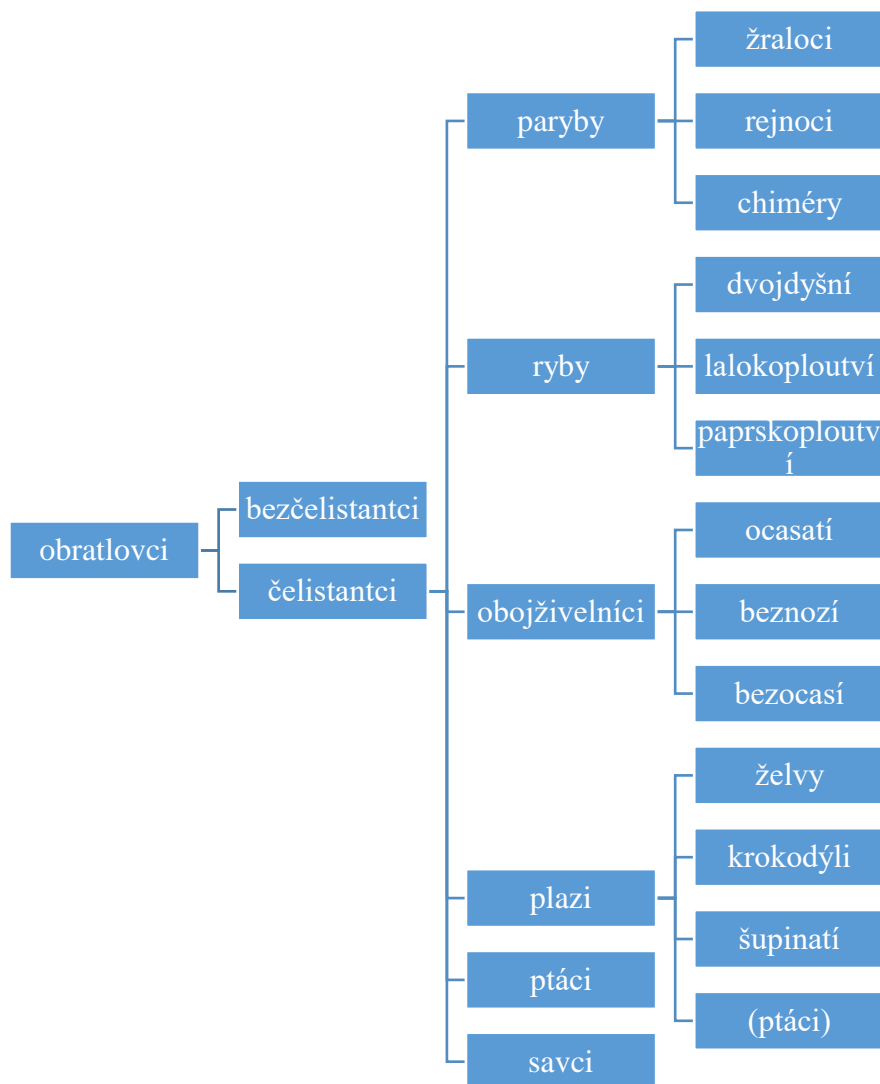 obratlovci
bezčelistantci
čelistantci
paryby
žraloci
rejnoci
chiméry
ryby
dvojdyšní
lalokoploutví
paprskoploutv
í
obojživelníci
ocasatí
beznozí
bezocasí
plazi
želvy
krokodýli
šupinatí
(ptáci)
ptáci
savci